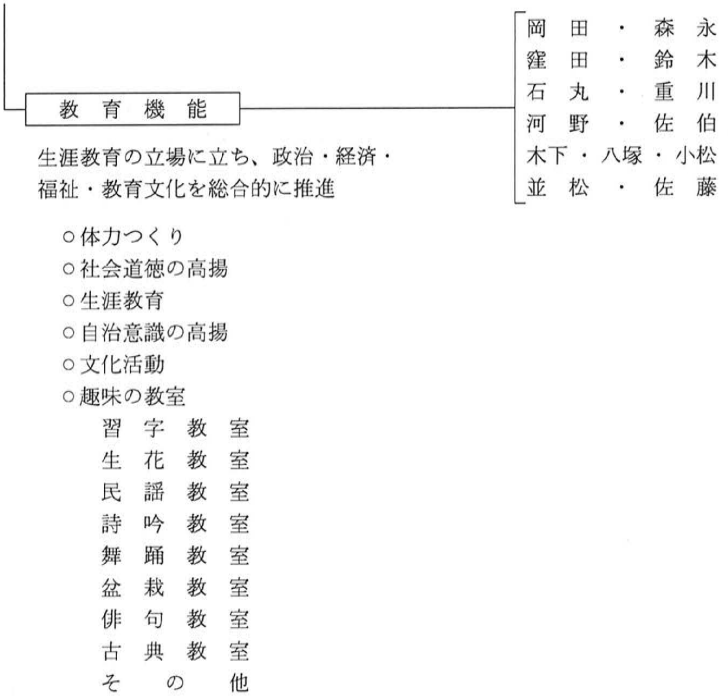 教育機能
生涯教育の立場に立ち、政治・経済・
福祉・教育文化を総合的に推進
○体力つくり
○社会道徳の高揚
○生涯教育
○自治意識の高揚
○文化活動
○趣味の教室
習字教室
生花教室
民謡教室
詩吟教室
舞踊教室
盆栽教室
俳句教室
古典教室
その他
岡田・森永
窪田・鈴木
石丸・重川
河野・佐伯
木下・八塚・小松
並松・佐藤